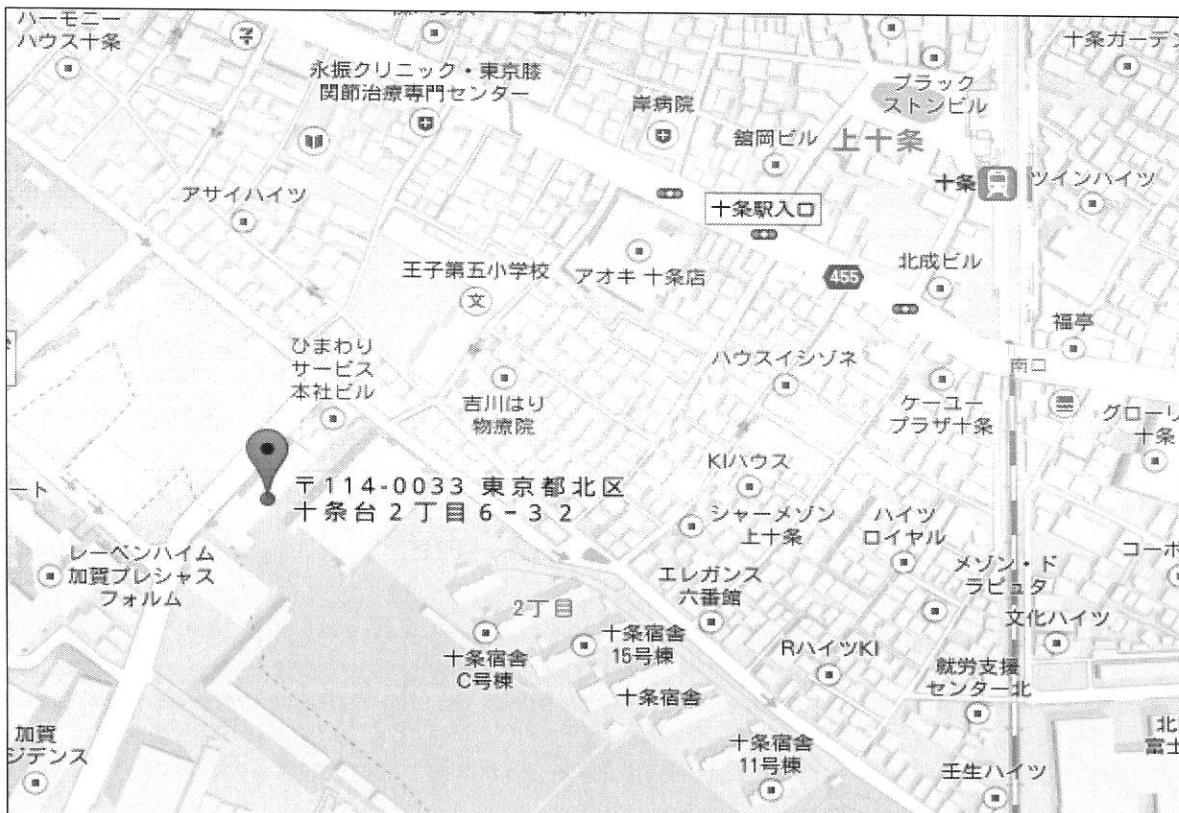 ハーモニー
ハウス十条
永振クリニック・東京膝
関節治療専門センター
岸病院
舘岡ビル
ブラック
ストンビル
十条ガーデン
上十条
アサイハイツ
十条駅入口
十条
ツインハイツ
王子第五小学校
文
アオキ 十条店
455
北成ビル
ひまわり
サービス
本社ビル
吉川はり
物療院
ハウスイシゾネ
ケーユー
プラザ十条
南口
福亭
グローリ
十条
〒114-0033 東京都北区
十条台2丁目6-32
KIハウス
シャーメゾン
上十条
ハイツ
ロイヤル
ート
レーベンハイム
加賀プレシャス
フォルム
エレガンス
六番館
メゾン・ド
ラピュタ
コーポ
2丁目
十条宿舎
C号棟
十条宿舎
15号棟
文化ハイツ
RハイツKI
十条宿舎
就労支援
センター北
加賀
ジデンス
十条宿舎
11号棟
壬生ハイツ
北
富士